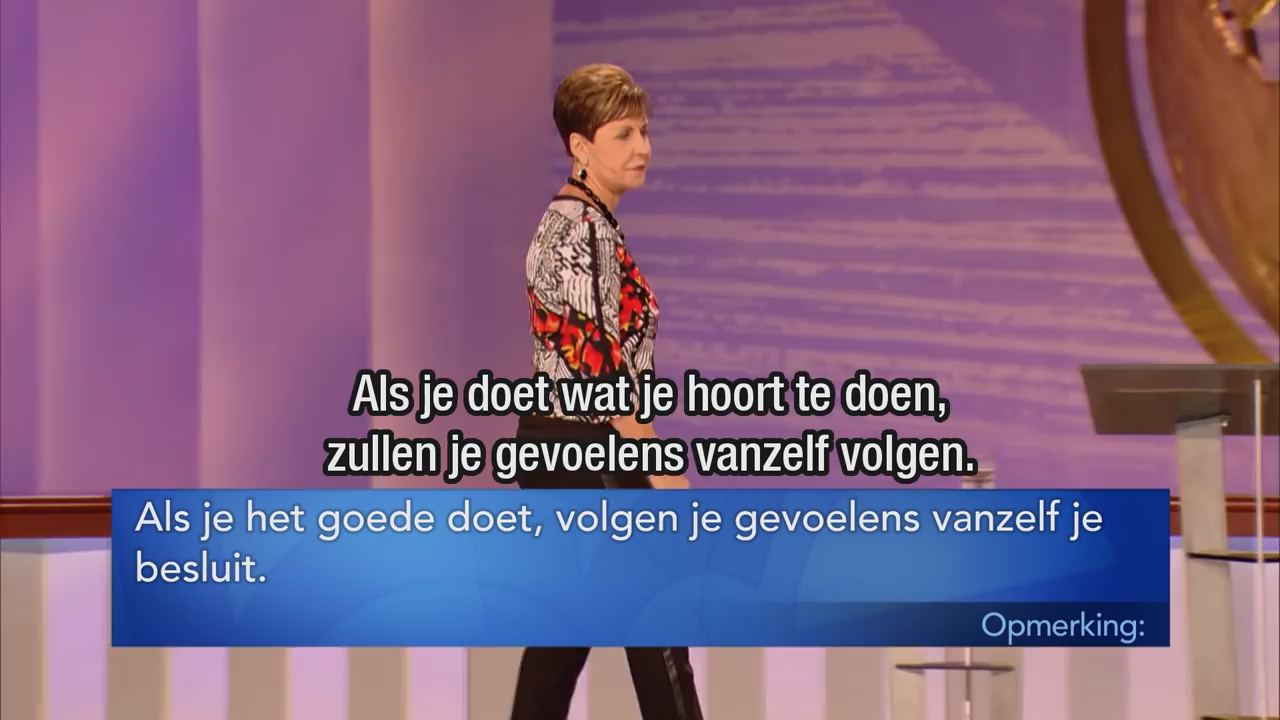 Als je doet wat je hoort te doen,
zullen je gevoelens vanzelf volgen.
Als je het goede doet, volgen je gevoelens vanzelf je
besluit.
Opmerking: